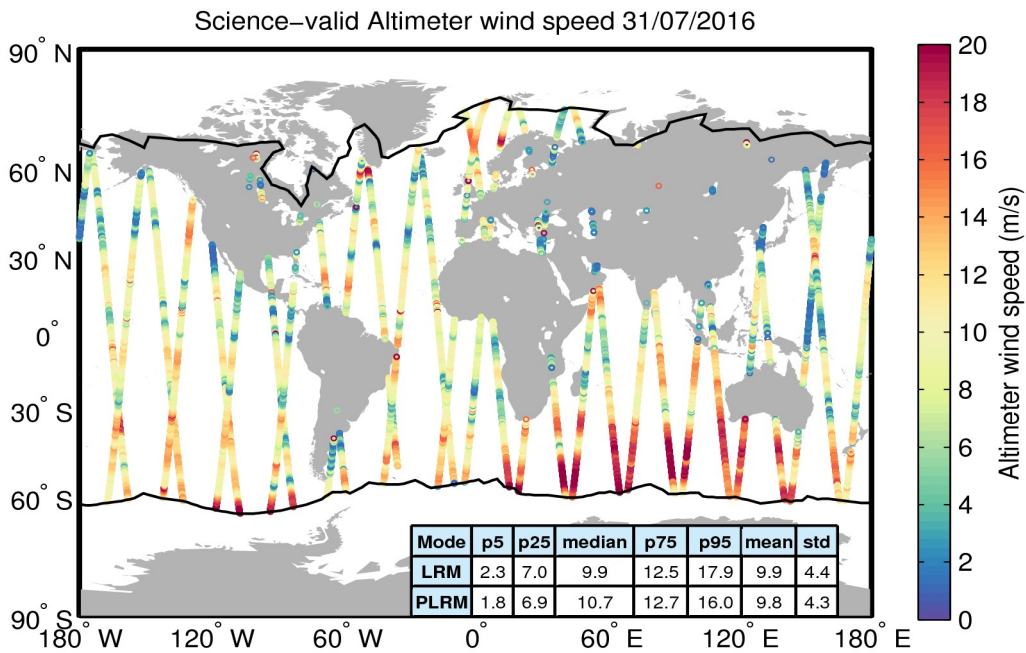 Science−valid Altimeter wind speed 31/07/2016
90° N
60° N
30° N
0°
30° S
60° S
90° S
180° W
120° W
60° W
0°
60° E
120° E
180° E
Mode p5 p25 median p75 p95 mean std
LRM 2.3 7.0 9.9 12.5 17.9 9.9 4.4
PLRM 1.8 6.9 10.7 12.7 16.0 9.8 4.3
20
18
16
14
12
10
8
6
4
2
0
Altimeter wind speed (m/s)